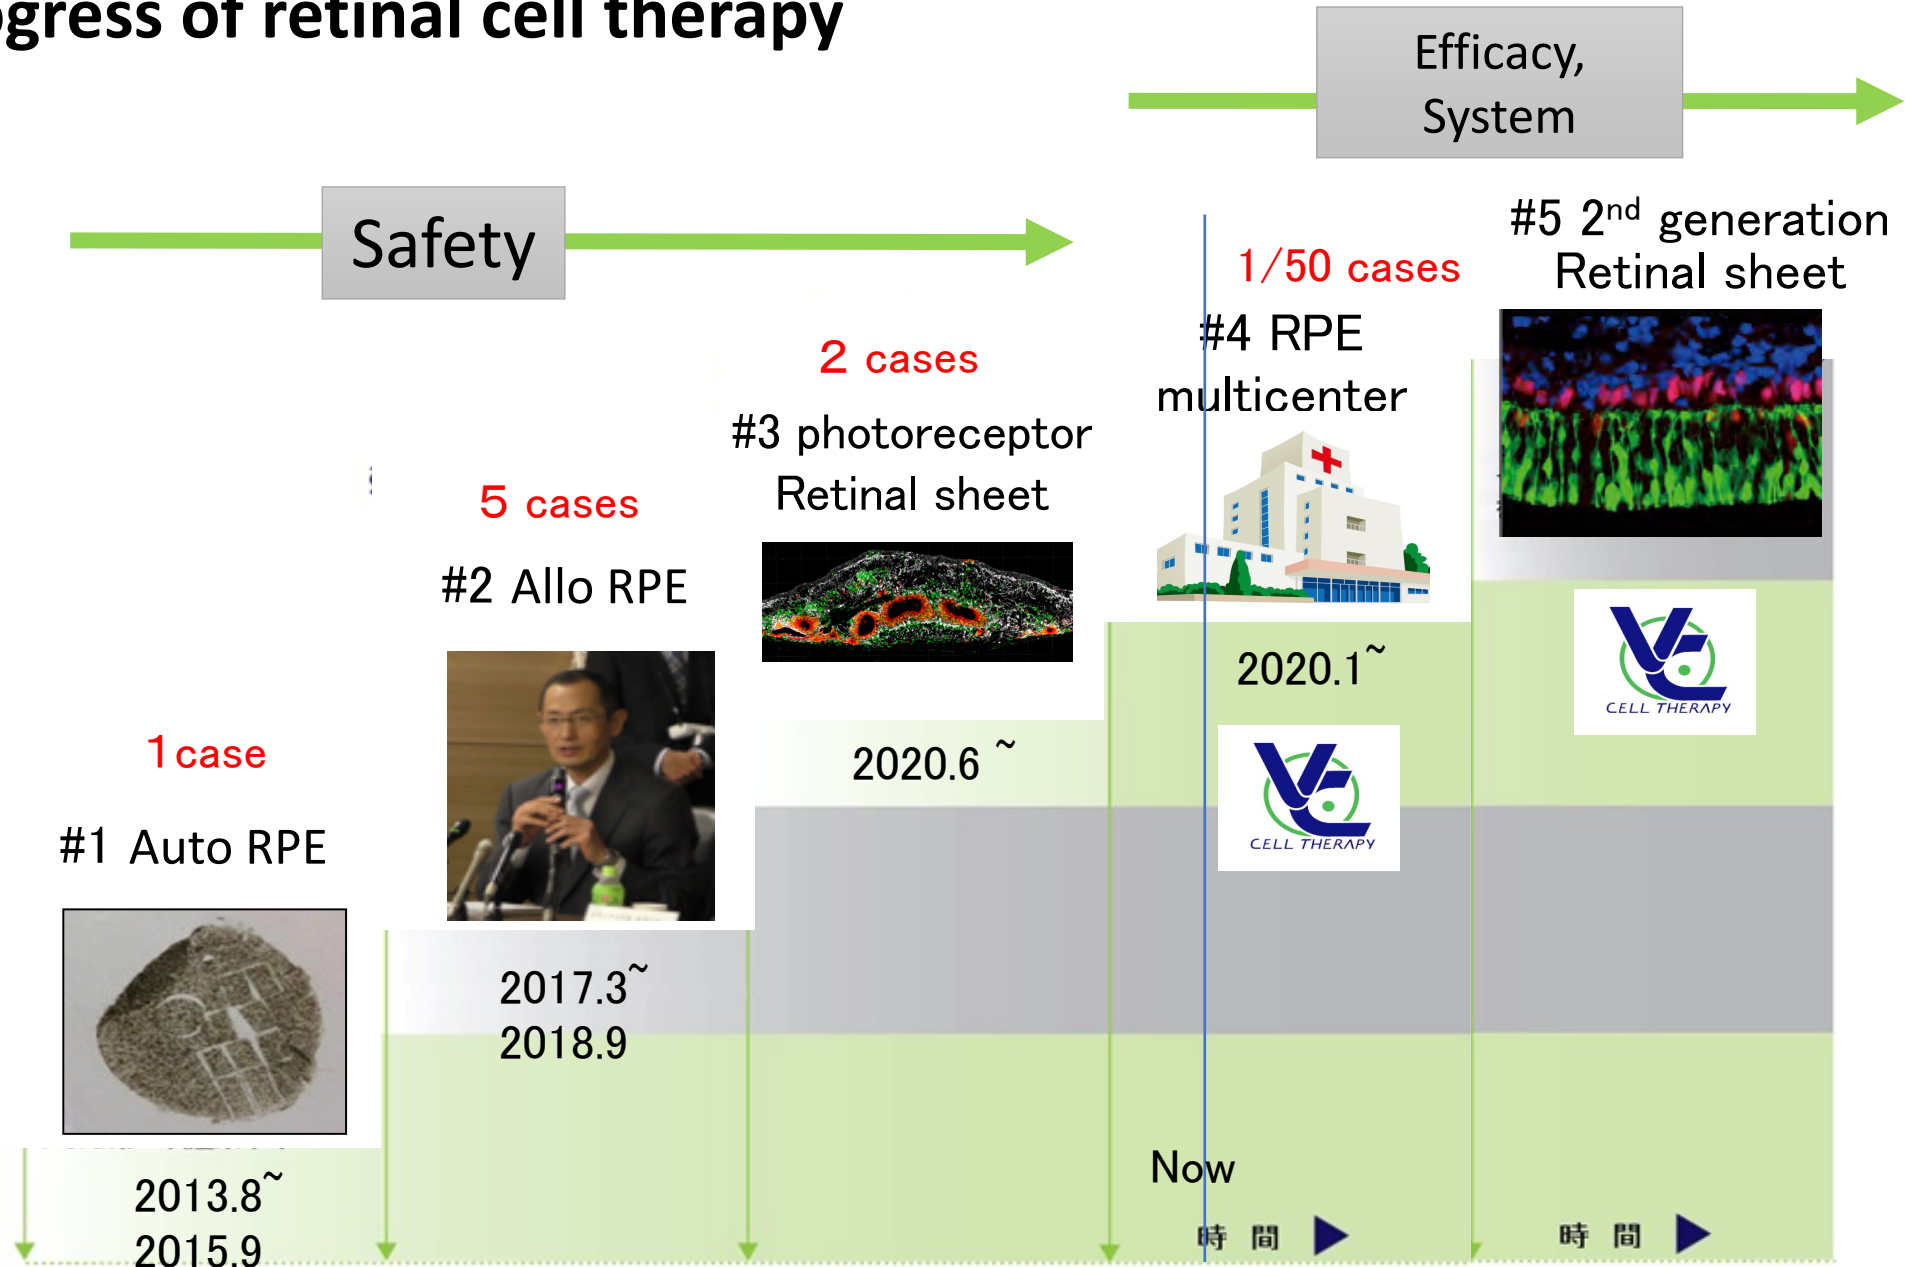 ogress of retinal cell therapy
Efficacy,
System
Safety
#5 2nd generation
Retinal sheet
1/50 cases
#4 RPE
multicenter
2 cases
#3 photoreceptor
Retinal sheet
5 cases
#2 Allo RPE
1case
#1 Auto RPE
2020.1~
CELL THERAPY
2020.6 ~
CELL THERAPY
2017.3~
2018.9
Now
2013.8~
2015.9
時 間
時 間